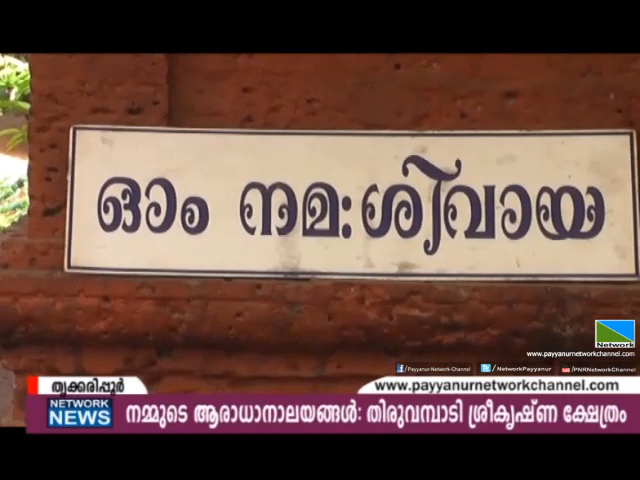 ഓം നമഃശിവായ
Network
www.payyanurnetworkchannel.com
Payyanur-Network-Channel
/NetworkPayyanur
/PNRNetworkChannel
തൃക്കരിപ്പൂർ
www.payyanurnetworkchannel.com
NETWORK
NEWS
നമ്മുടെ ആരാധാനാലയങ്ങൾ: തിരുവമ്പാടി ശ്രീകൃഷ്ണ ക്ഷേത്രം